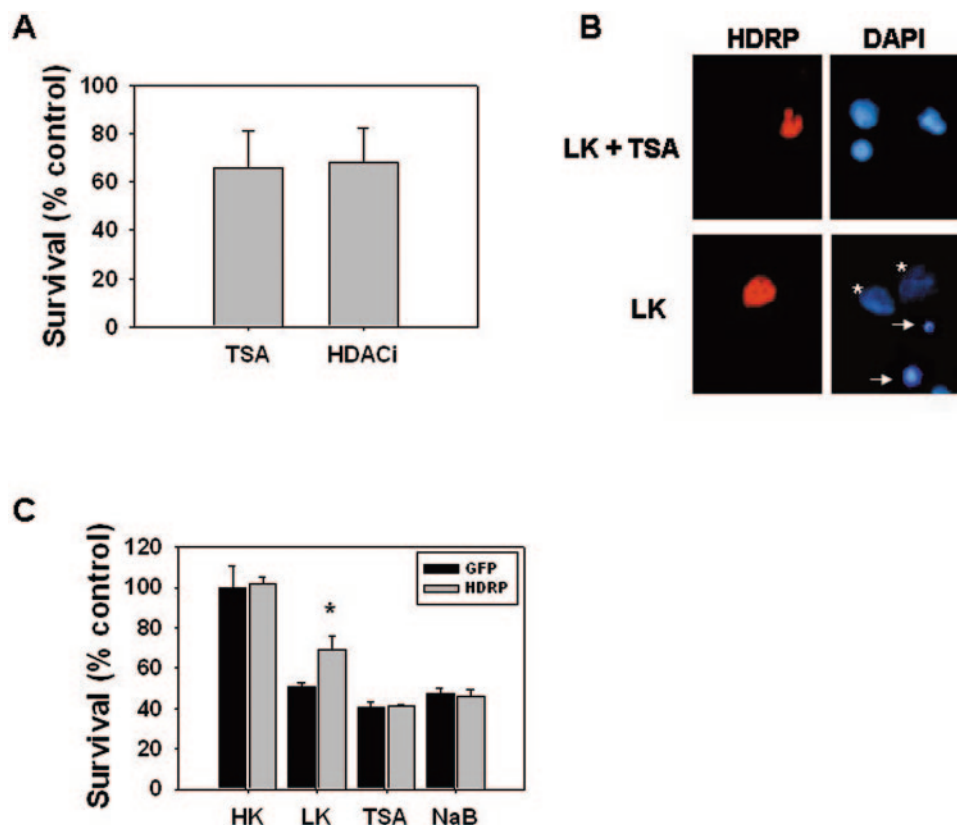 A
Survival (% control)
100
80
60
40
20
0
TSA HDACi
B
HDRP DAPI
LK + TSA
LK
*
*
C
Survival (% control)
120
100
80
60
40
20
0
GFP
HDRP
*
HK LK TSA NaB